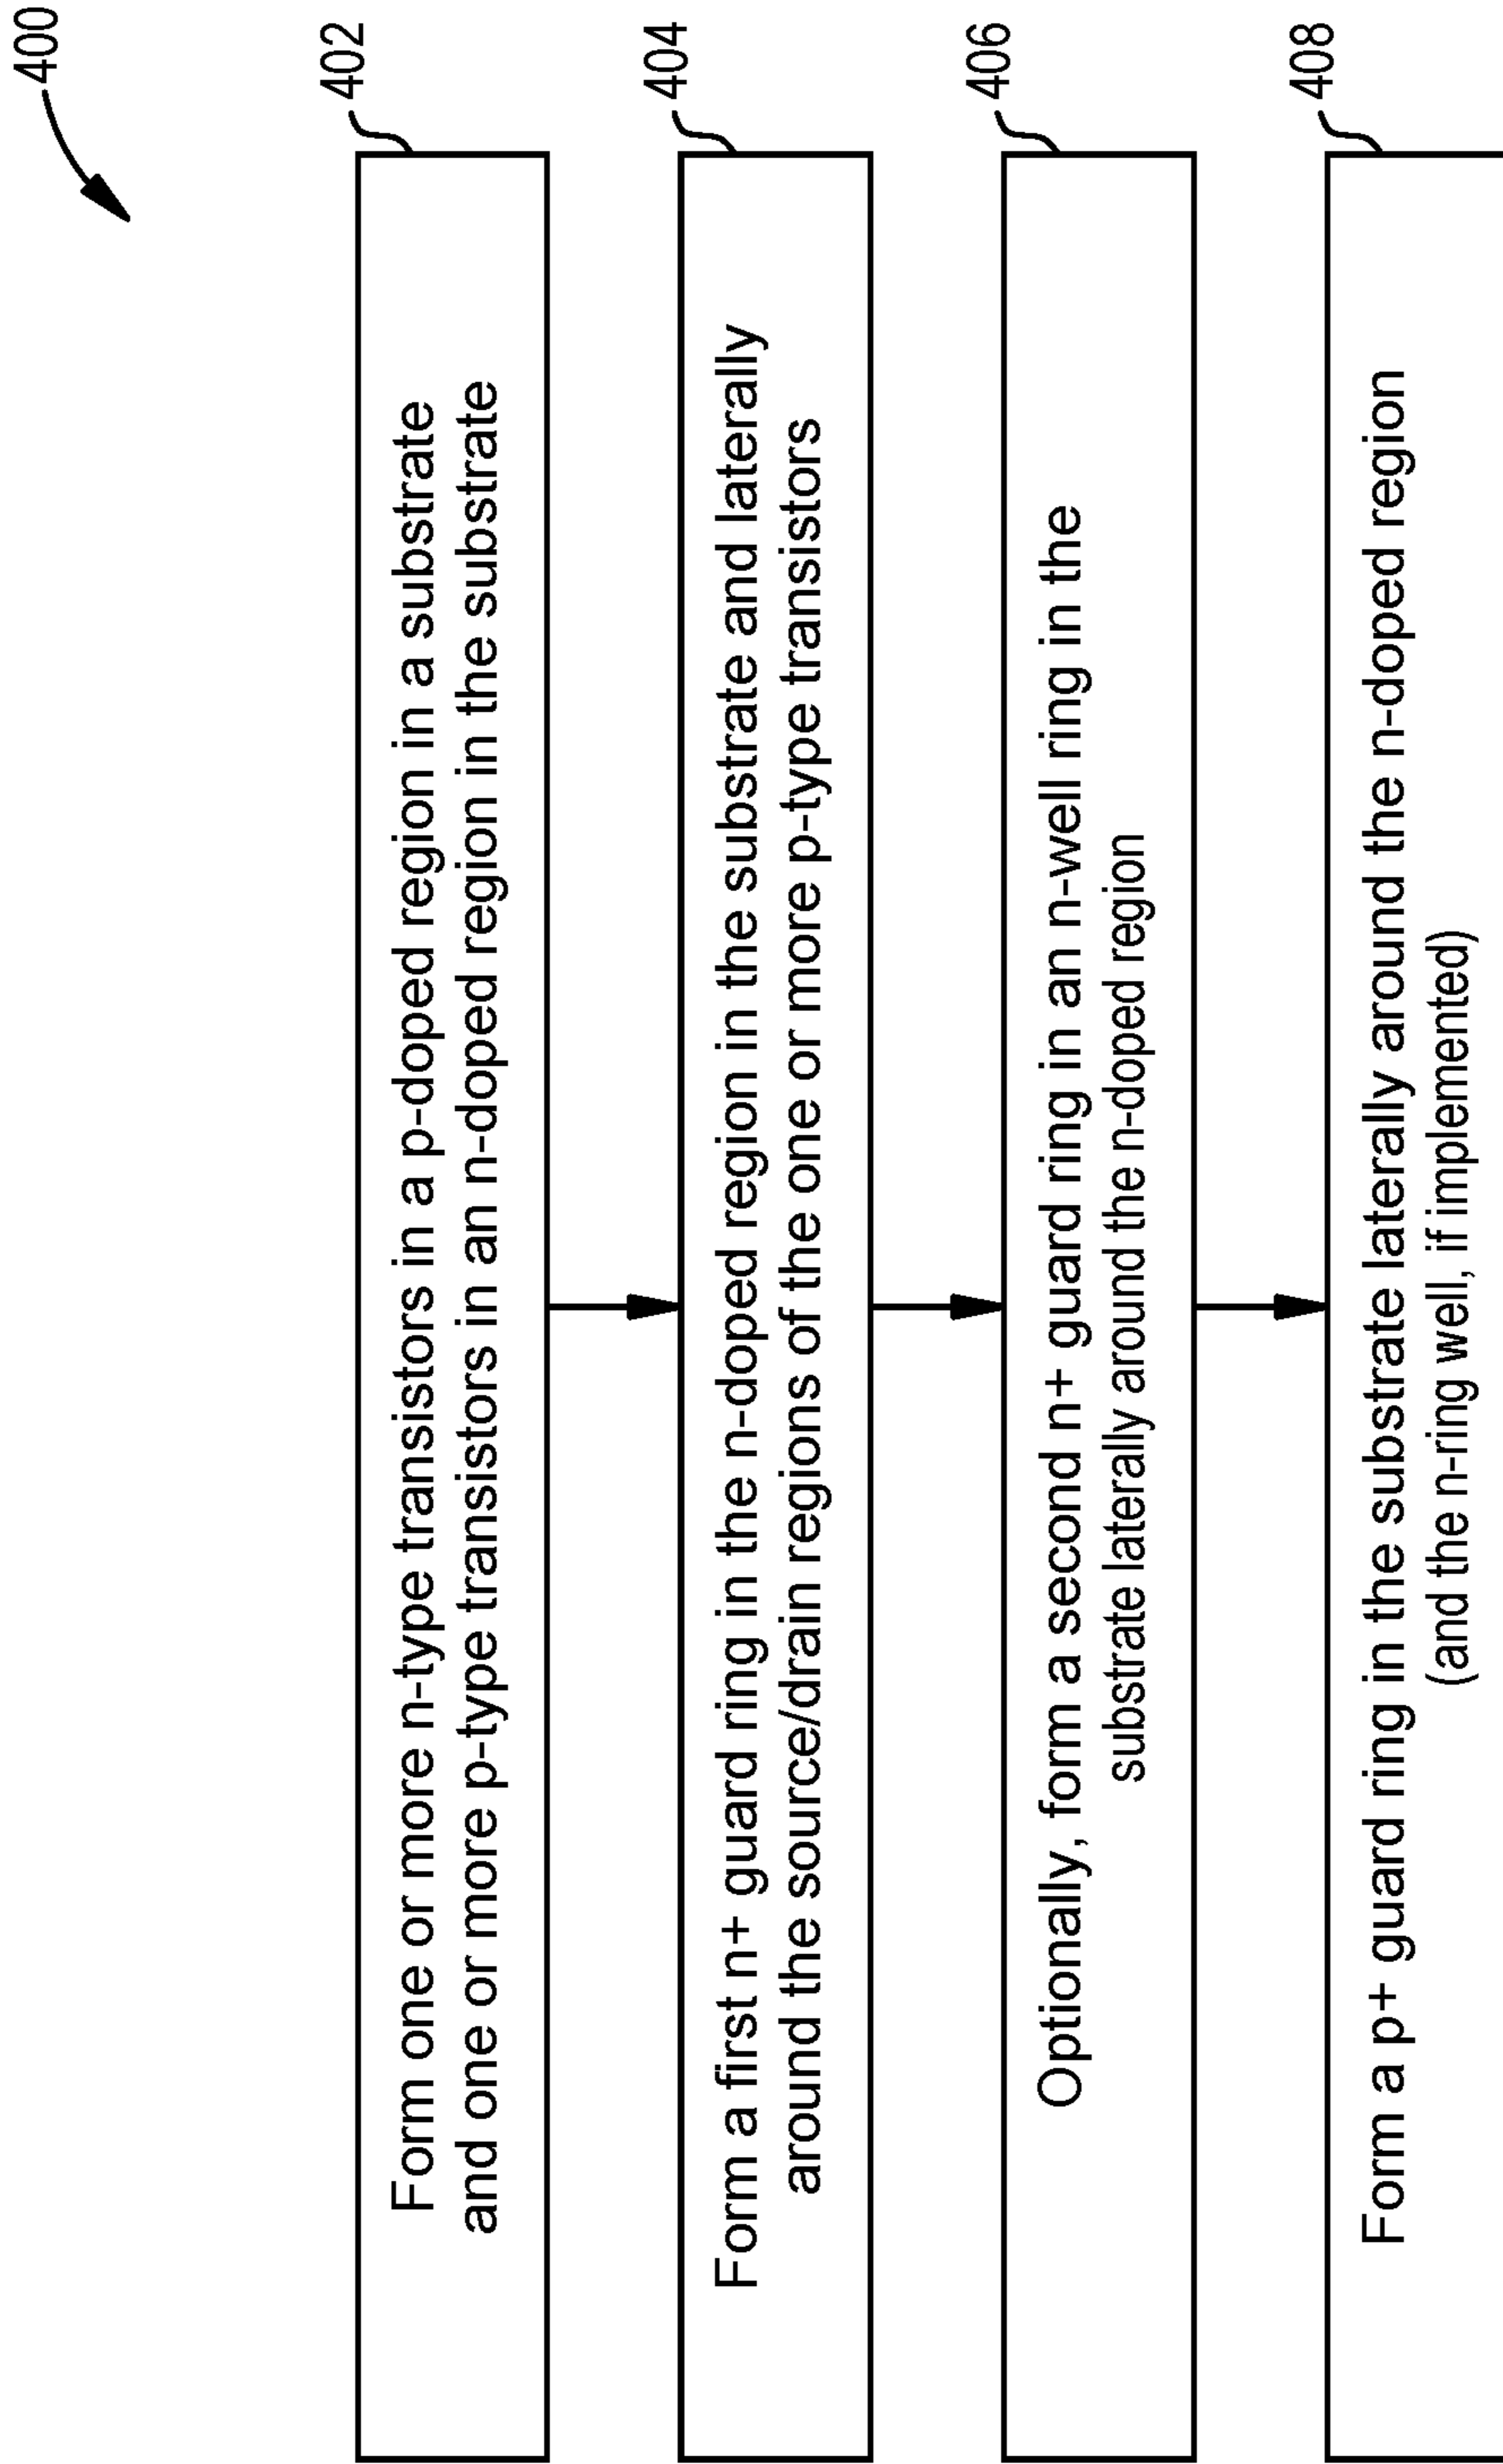 400
402
Form one or more n-type transistors in a p-doped region in a substrate
and one or more p-type transistors in an n-doped region in the substrate
404
Form a first n+ guard ring in the n-doped region in the substrate and laterally
around the source/drain regions of the one or more p-type transistors
406
Optionally, form a second n+ guard ring in an n-well ring in the
substrate laterally around the n-doped region
408
Form a p+ guard ring in the substrate laterally around the n-doped region
(and the n-ring well, if implemented)